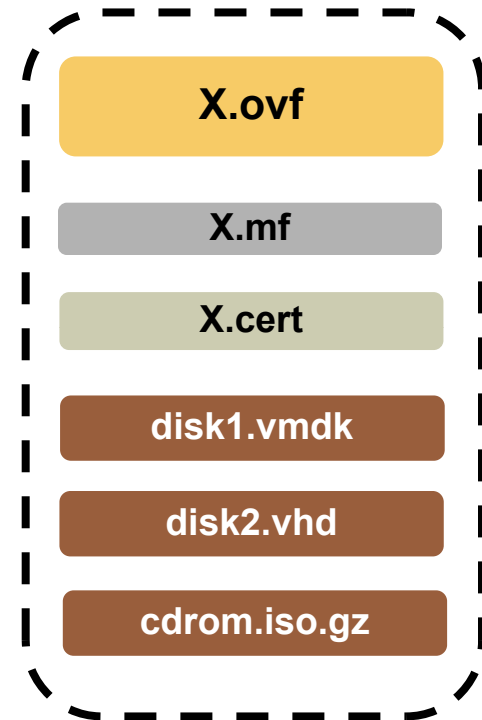 X.ovf
X.mf
X.cert
disk1.vmdk
disk2.vhd
cdrom.iso.gz